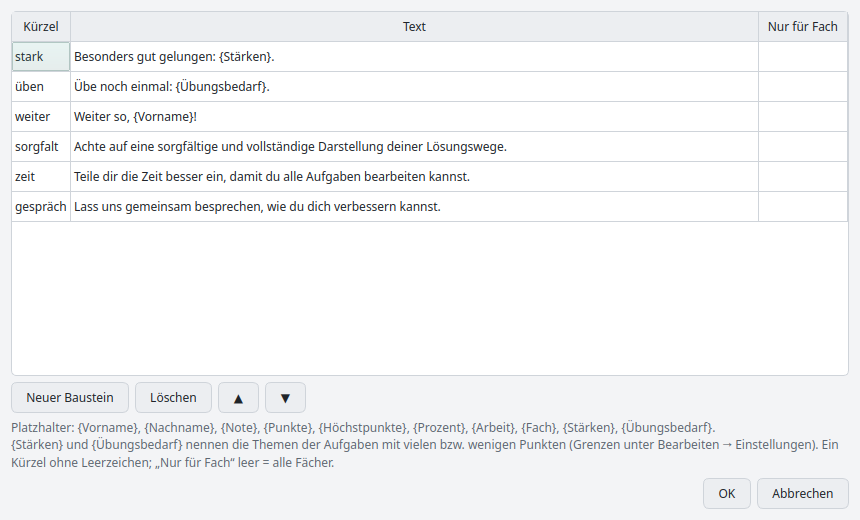 Kürzel Text Nur für Fach
stark Besonders gut gelungen: {Stärken}.
üben Übe noch einmal: {Übungsbedarf}.
weiter Weiter so, {Vorname}!
sorgfalt Achte auf eine sorgfältige und vollständige Darstellung deiner Lösungswege.
zeit Teile dir die Zeit besser ein, damit du alle Aufgaben bearbeiten kannst.
gespräch Lass uns gemeinsam besprechen, wie du dich verbessern kannst.
Neuer Baustein Löschen ▲ ▼
Platzhalter: {Vorname}, {Nachname}, {Note}, {Punkte}, {Höchstpunkte}, {Prozent}, {Arbeit}, {Fach}, {Stärken}, {Übungsbedarf}.
{Stärken} und {Übungsbedarf} nennen die Themen der Aufgaben mit vielen bzw. wenigen Punkten (Grenzen unter Bearbeiten → Einstellungen). Ein
Kürzel ohne Leerzeichen; „Nur für Fach“ leer = alle Fächer.
OK Abbrechen